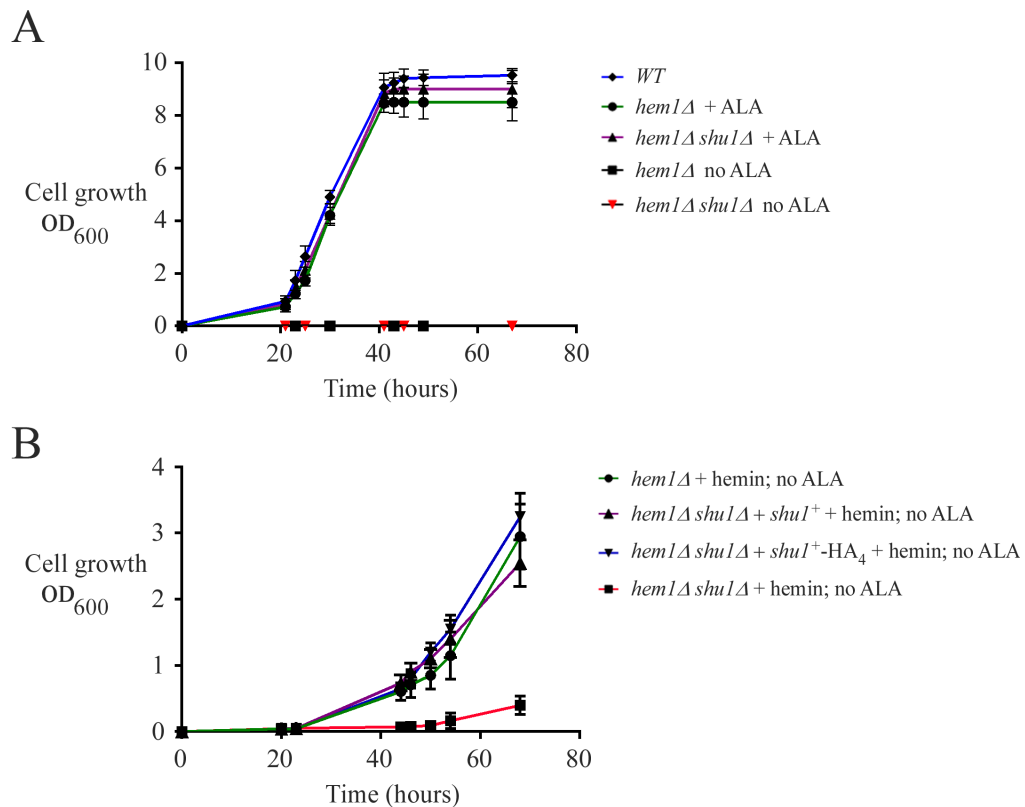 A
10
8
6
4
2
0
Cell growth
OD600
0 20 40 60 80
Time (hours)
WT
hem1Δ + ALA
hem1Δ shu1Δ + ALA
hem1Δ no ALA
hem1Δ shu1Δ no ALA
B
4
3
2
1
0
Cell growth
OD600
0 20 40 60 80
Time (hours)
hem1Δ + hemin; no ALA
hem1Δ shu1Δ + shu1+ + hemin; no ALA
hem1Δ shu1Δ + shu1+-HA4 + hemin; no ALA
hem1Δ shu1Δ + hemin; no ALA